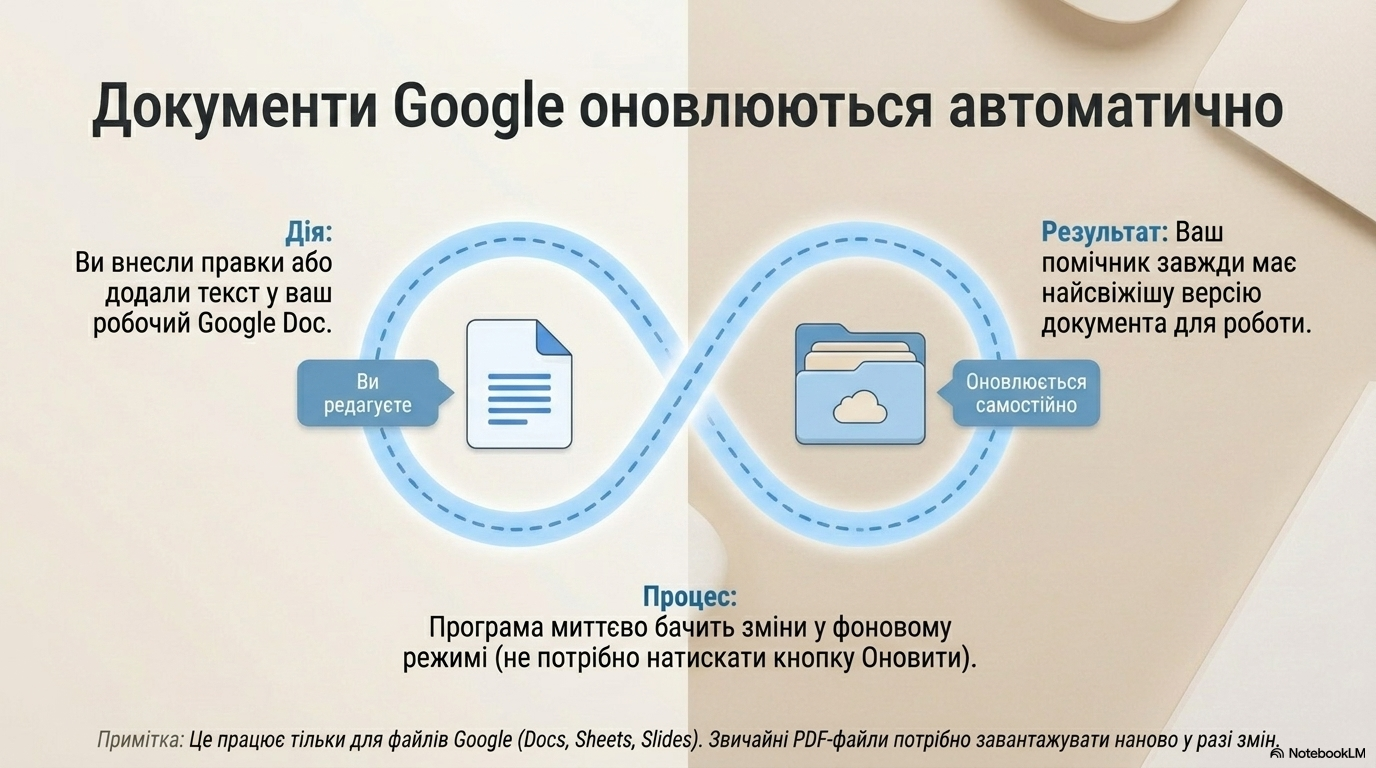 Документи Google оновлюються автоматично
Дія:
Ви внесли правки або
додали текст у ваш
робочий Google Doc.
Ви
редагуєте
Результат: Ваш
помічник завжди має
найсвіжішу версію
документа для роботи.
Оновлюється
самостійно
Процес:
Програма миттєво бачить зміни у фоновому
режимі (не потрібно натискати кнопку Оновити).
Примітка: Це працює тільки для файлів Google (Docs, Sheets, Slides). Звичайні PDF-файли потрібно завантажувати наново у разі змін.
NotebookLM